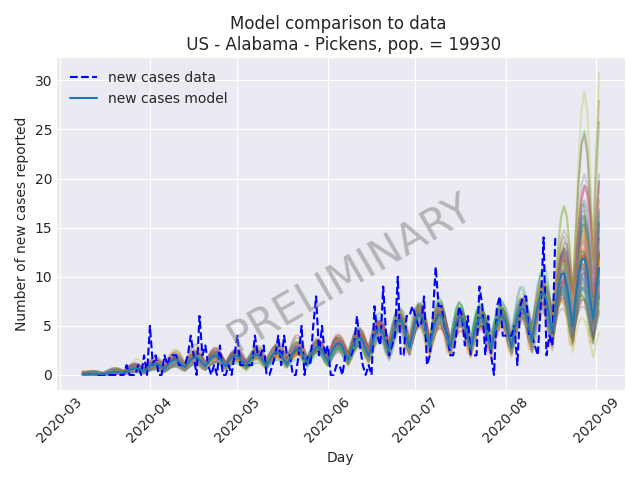 Model comparison to data
US - Alabama - Pickens, pop. = 19930
new cases data
new cases model
PRELIMINARY
Number of new cases reported
30
25
20
15
10
5
0
2020-03
2020-04
2020-05
2020-06
2020-07
2020-08
2020-09
Day